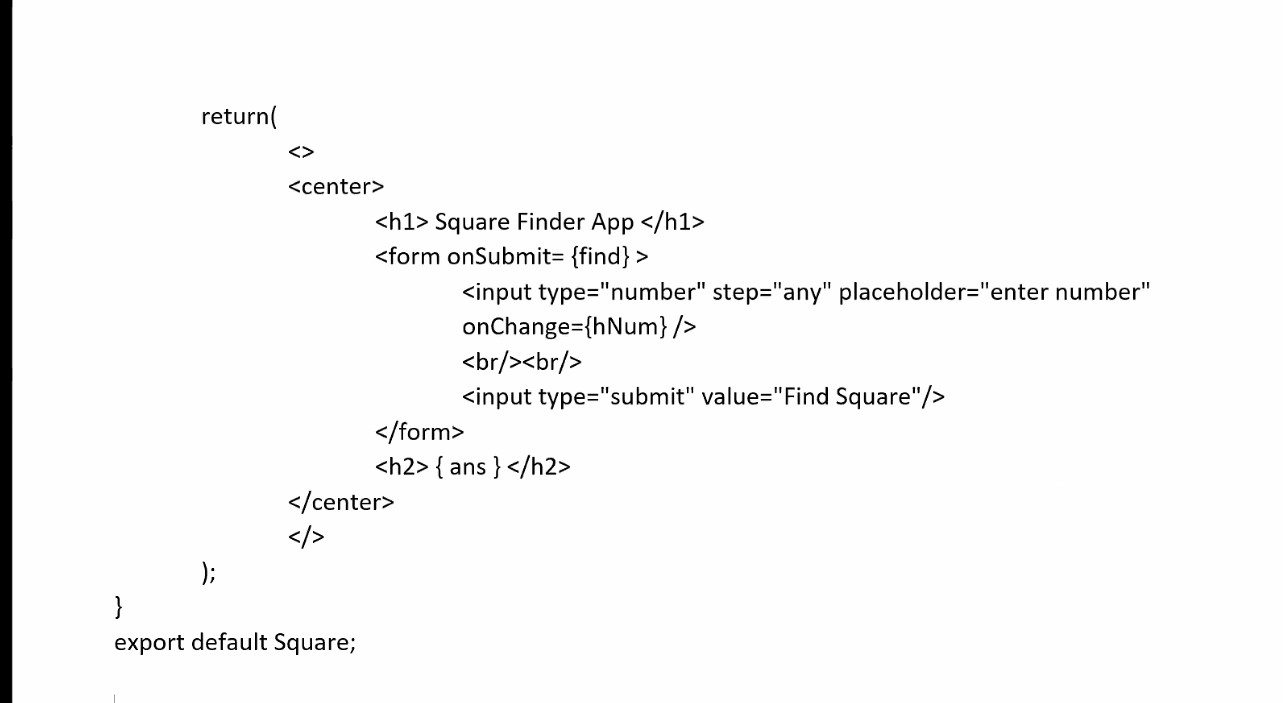 return(
<>
<center>
<h1> Square Finder App </h1>
<form onSubmit= {find} >
<input type="number" step="any" placeholder="enter number"
onChange={hNum} />
<br/><br/>
<input type="submit" value="Find Square"/>
</form>
<h2> { ans } </h2>
</center>
</>
);
}
export default Square;